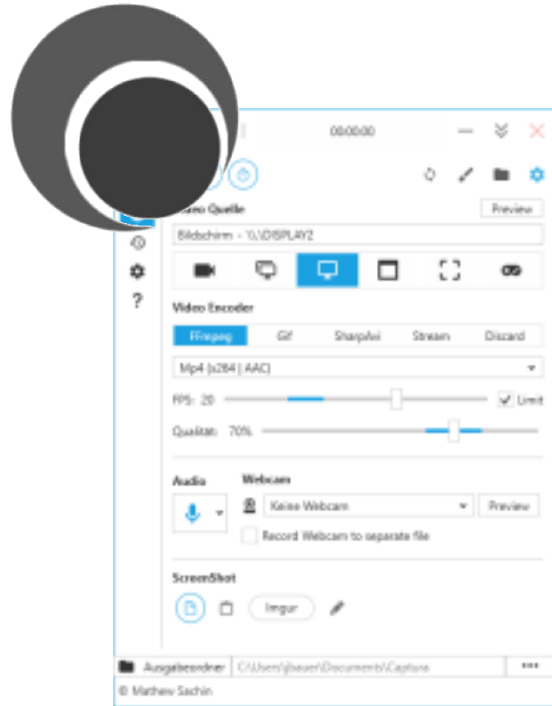 00:00:00
Video Quelle
Preview
Bildschirm - \\.\DISPLAY2
?
Video Encoder
FFmpeg Gif SharpAvi Stream Discard
Mp4 (x264 | AAC)
FPS: 20
Limit
Qualität: 70%
Audio Webcam
Keine Webcam Preview
Record Webcam to separate file
ScreenShot
Imgur
Ausgabeordner C:\Users\jbauer\Documents\Captura ...
© Mathew Sachin